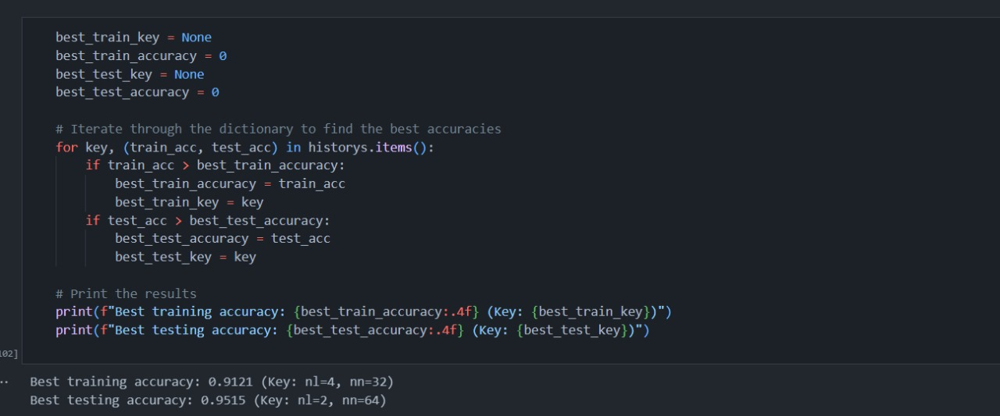 best_train_key = None
best_train_accuracy = 0
best_test_key = None
best_test_accuracy = 0

# Iterate through the dictionary to find the best accuracies
for key, (train_acc, test_acc) in historys.items():
    if train_acc > best_train_accuracy:
        best_train_accuracy = train_acc
        best_train_key = key
    if test_acc > best_test_accuracy:
        best_test_accuracy = test_acc
        best_test_key = key

# Print the results
print(f"Best training accuracy: {best_train_accuracy:.4f} (Key: {best_train_key})")
print(f"Best testing accuracy: {best_test_accuracy:.4f} (Key: {best_test_key})")
02]
Best training accuracy: 0.9121 (Key: nl=4, nn=32)
Best testing accuracy: 0.9515 (Key: nl=2, nn=64)